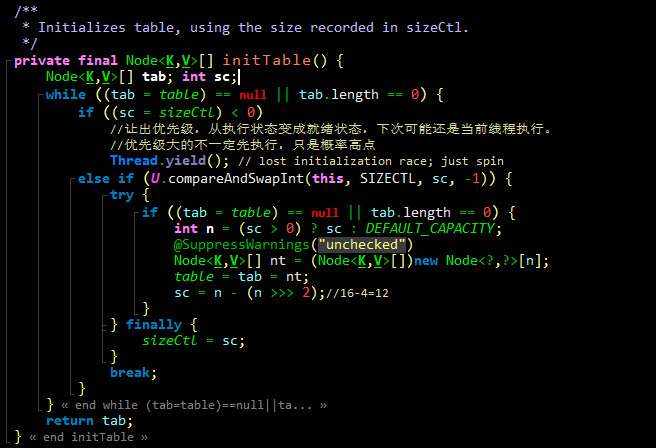 /**
 * Initializes table, using the size recorded in sizeCtl.
 */
private final Node<K,V>[] initTable() {
    Node<K,V>[] tab; int sc;
    while ((tab = table) == null || tab.length == 0) {
        if ((sc = sizeCtl) < 0)
            //让出优先级，从执行状态变成就绪状态，下次可能还是当前线程执行。
            //优先级大的不一定先执行，只是概率高点
            Thread.yield(); // lost initialization race; just spin
        else if (U.compareAndSwapInt(this, SIZECTL, sc, -1)) {
            try {
                if ((tab = table) == null || tab.length == 0) {
                    int n = (sc > 0) ? sc : DEFAULT_CAPACITY;
                    @SuppressWarnings("unchecked")
                    Node<K,V>[] nt = (Node<K,V>[])new Node<?,?>[n];
                    table = tab = nt;
                    sc = n - (n >>> 2);//16-4=12
                }
            } finally {
                sizeCtl = sc;
            }
            break;
        }
    } « end while (tab=table)==null||ta... »
    return tab;
} « end initTable »